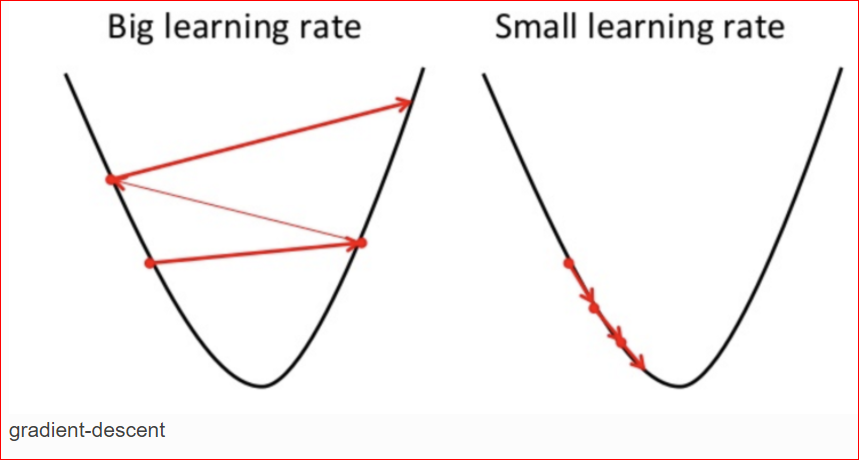 Big learning rate
Small learning rate
gradient-descent